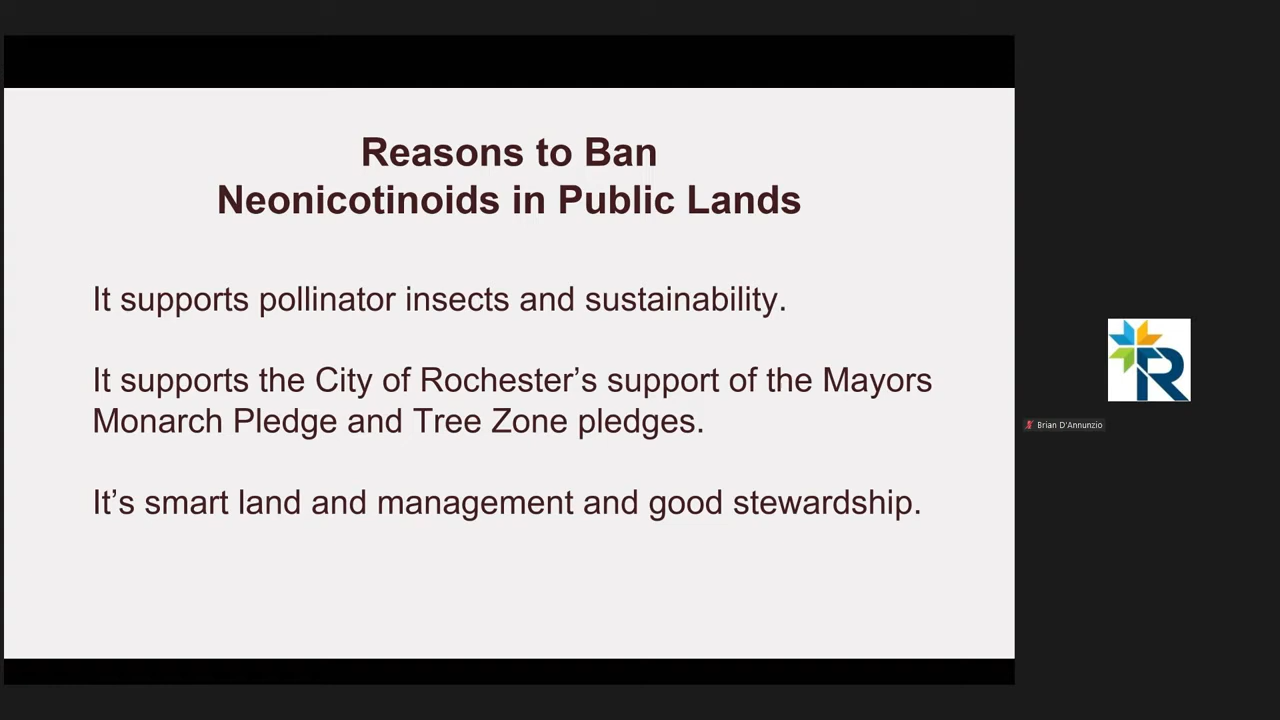 Reasons to Ban
Neonicotinoids in Public Lands
It supports pollinator insects and sustainability.
It supports the City of Rochester’s support of the Mayors
Monarch Pledge and Tree Zone pledges.
It’s smart land and management and good stewardship.
R
Brian D'Annunzio